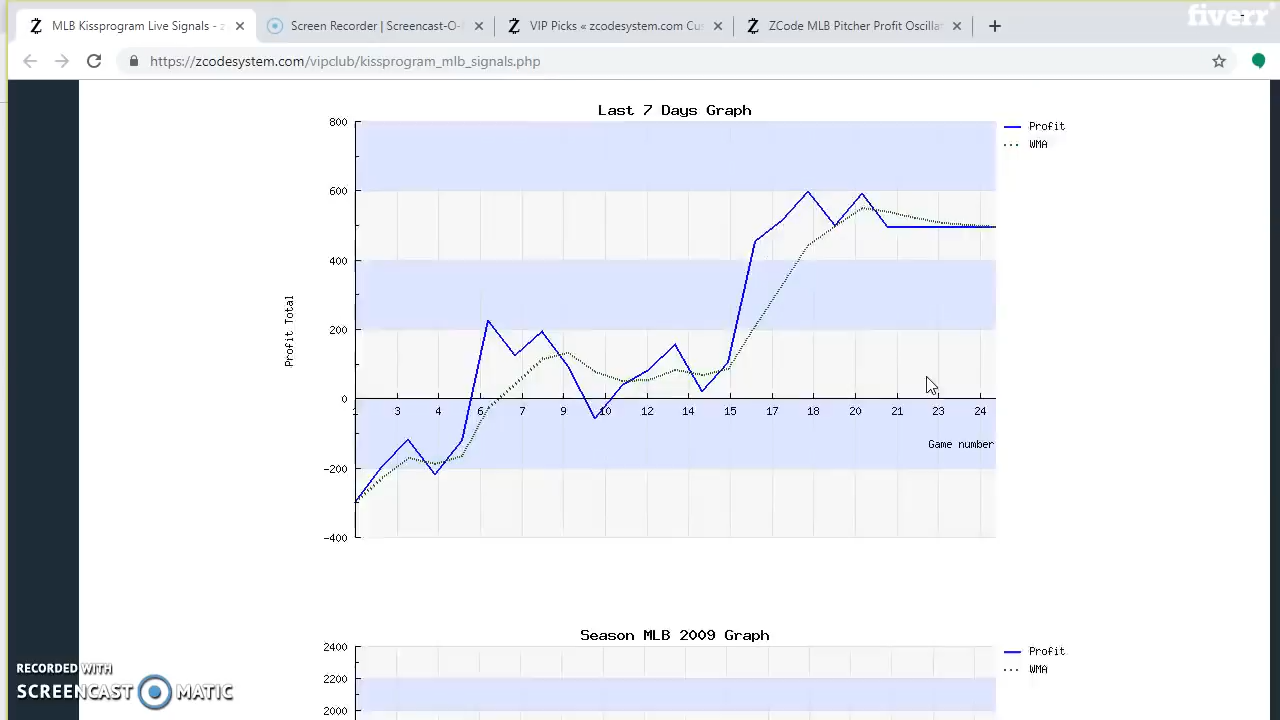 fiverr
MLB Kissprogram Live Signals - z
Screen Recorder | Screencast-O-
VIP Picks « zcodesystem.com Cus
ZCode MLB Pitcher Profit Oscillat
https://zcodesystem.com/vipclub/kissprogram_mlb_signals.php
Last 7 Days Graph
Profit
WMA
800
600
400
200
0
-200
-400
Profit Total
1 3 4 6 7 9 10 12 14 15 17 18 20 21 23 24
Game number
Season MLB 2009 Graph
Profit
WMA
2400
2200
2000
RECORDED WITH
SCREENCAST MATIC